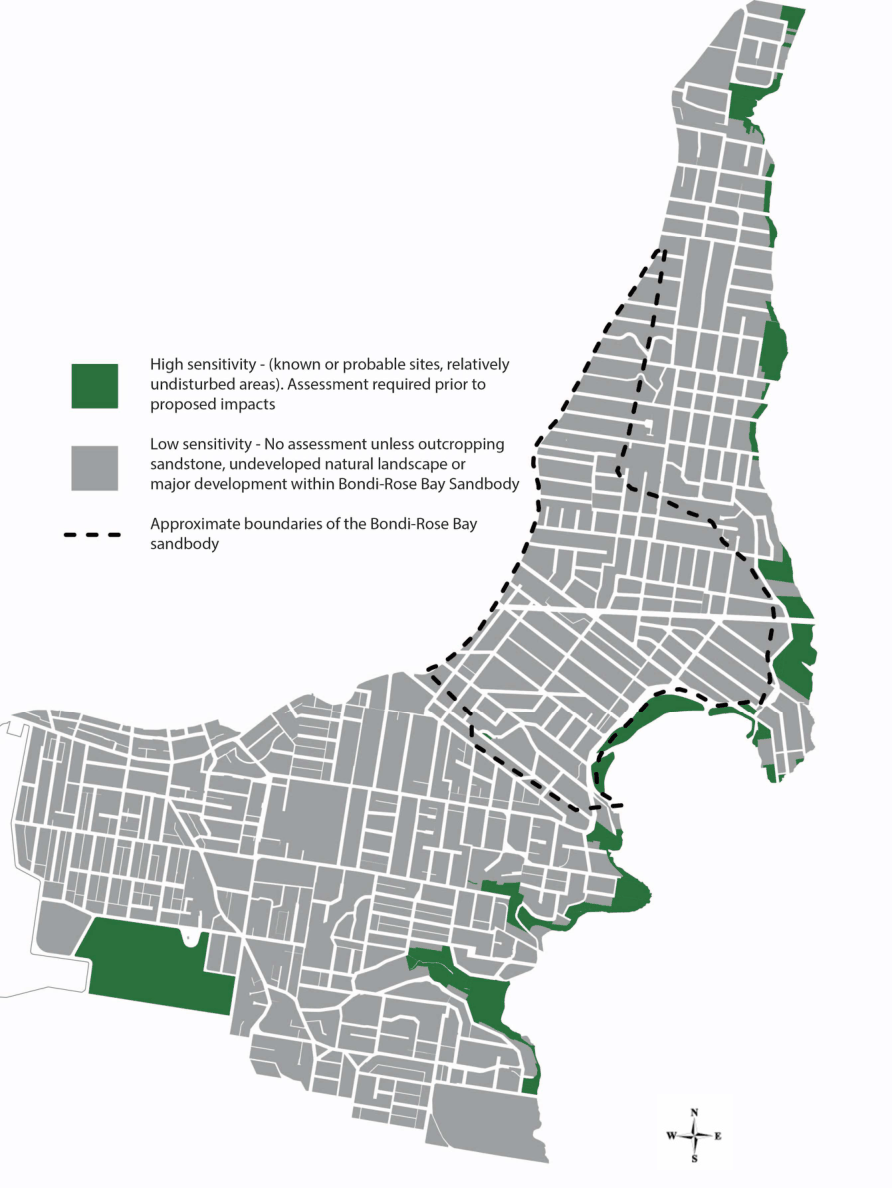 High sensitivity - (known or probable sites, relatively
undisturbed areas). Assessment required prior to
proposed impacts
Low sensitivity - No assessment unless outcropping
sandstone, undeveloped natural landscape or
major development within Bondi-Rose Bay Sandbody
Approximate boundaries of the Bondi-Rose Bay
sandbody
N
W E
S